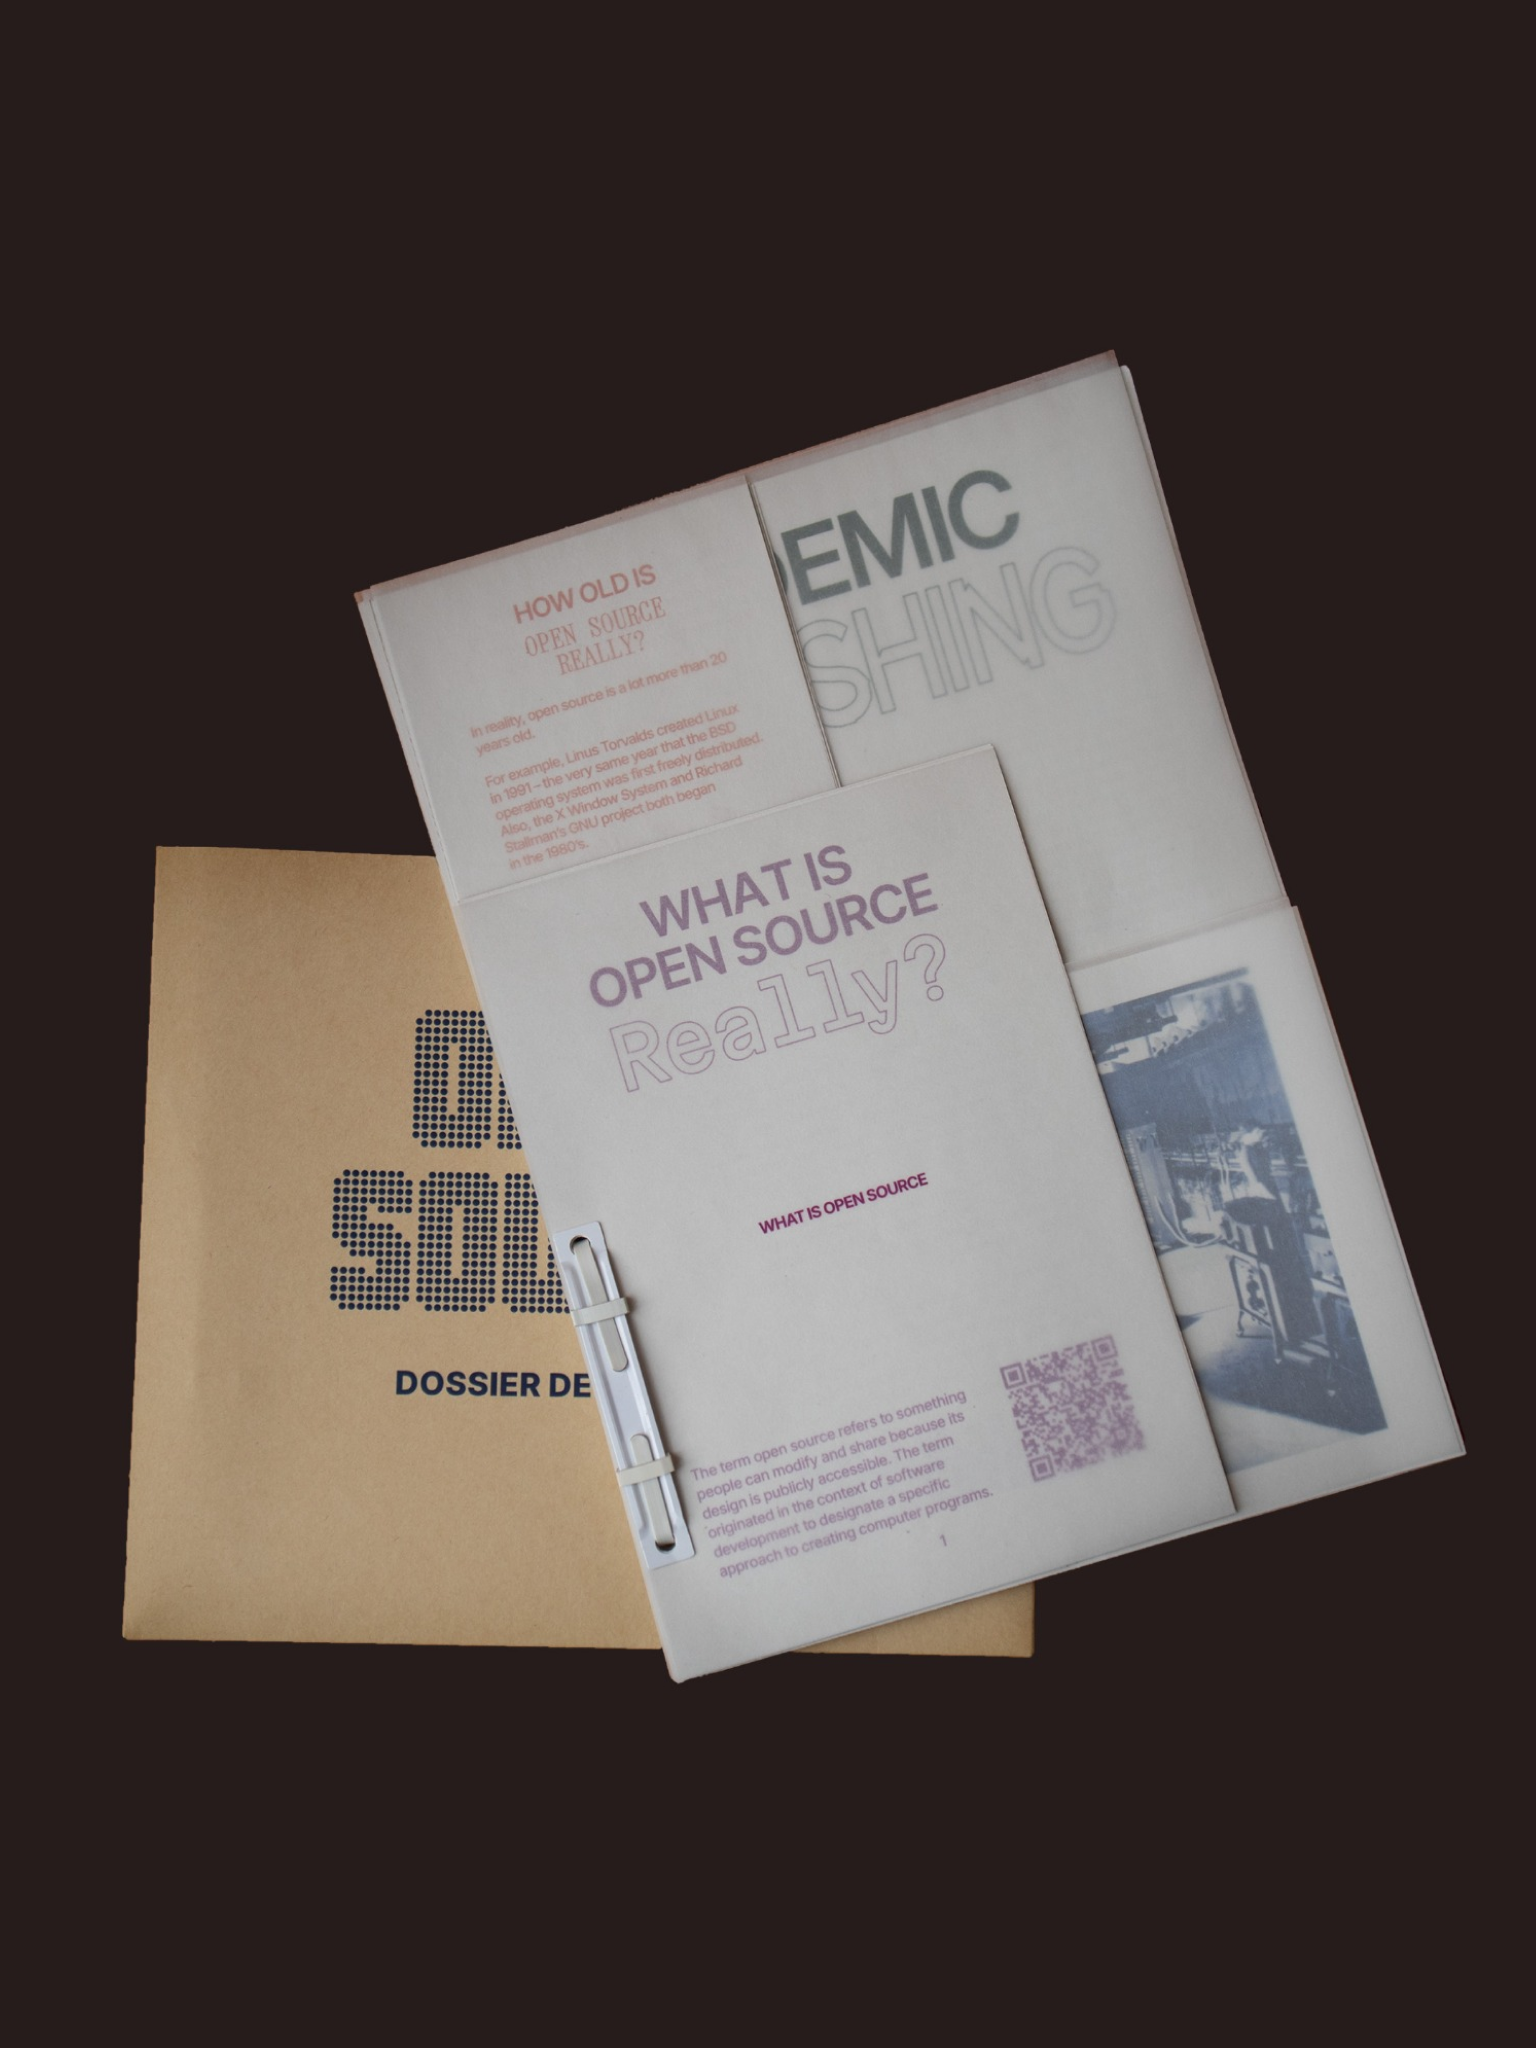 DEMIC
SHING
HOW OLD IS
OPEN SOURCE
REALLY?
In reality, open source is a lot more than 20
years old.
For example, Linus Torvalds created Linux
in 1991 – the very same year that the BSD
operating system was first freely distributed.
Also, the X Window System and Richard
Stallman's GNU project both began
in the 1980's.
WHAT IS
OPEN SOURCE
Really?
WHAT IS OPEN SOURCE
The term open source refers to something
people can modify and share because its
design is publicly accessible. The term
originated in the context of software
development to designate a specific
approach to creating computer programs.
1
O
SOU
DOSSIER DE